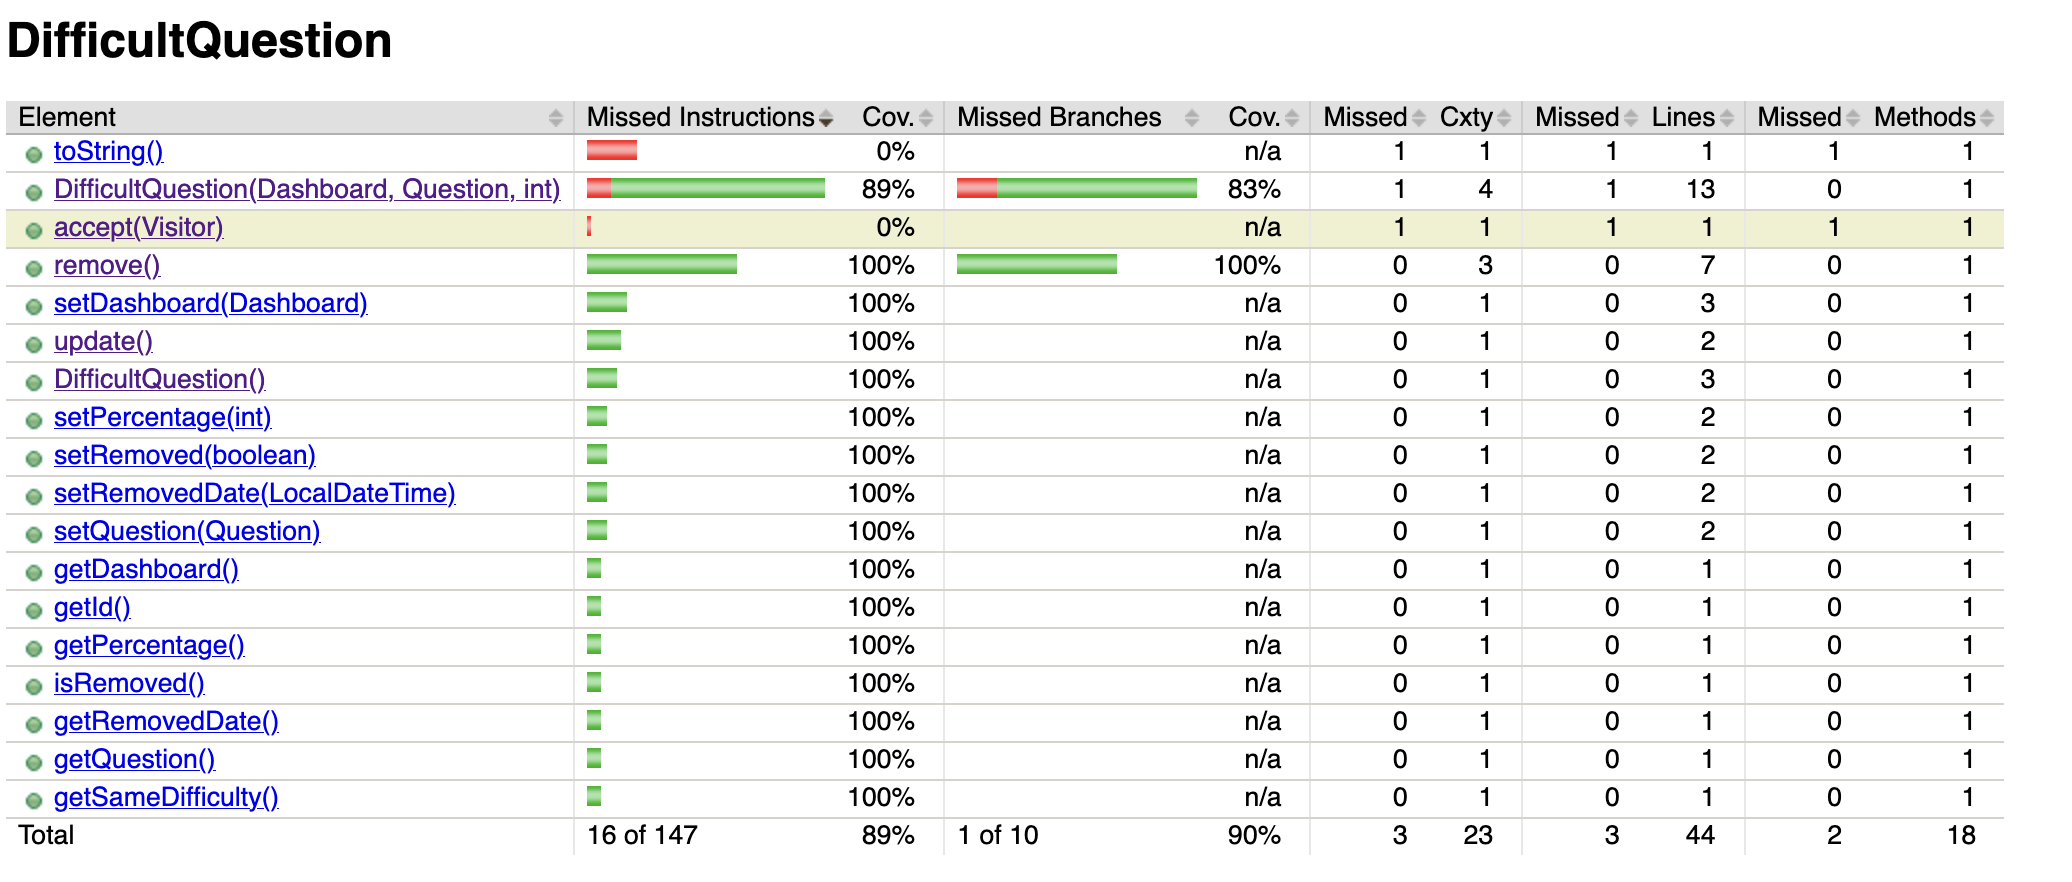 DifficultQuestion
Element Missed Instructions Cov. Missed Branches Cov. Missed Cxty Missed Lines Missed Methods
toString() 0% n/a 1 1 1 1 1 1
DifficultQuestion(Dashboard, Question, int) 89% 83% 1 4 1 13 0 1
accept(Visitor) 0% n/a 1 1 1 1 1 1
remove() 100% 100% 0 3 0 7 0 1
setDashboard(Dashboard) 100% n/a 0 1 0 3 0 1
update() 100% n/a 0 1 0 2 0 1
DifficultQuestion() 100% n/a 0 1 0 3 0 1
setPercentage(int) 100% n/a 0 1 0 2 0 1
setRemoved(boolean) 100% n/a 0 1 0 2 0 1
setRemovedDate(LocalDateTime) 100% n/a 0 1 0 2 0 1
setQuestion(Question) 100% n/a 0 1 0 2 0 1
getDashboard() 100% n/a 0 1 0 1 0 1
getId() 100% n/a 0 1 0 1 0 1
getPercentage() 100% n/a 0 1 0 1 0 1
isRemoved() 100% n/a 0 1 0 1 0 1
getRemovedDate() 100% n/a 0 1 0 1 0 1
getQuestion() 100% n/a 0 1 0 1 0 1
getSameDifficulty() 100% n/a 0 1 0 1 0 1
Total 16 of 147 89% 1 of 10 90% 3 23 3 44 2 18